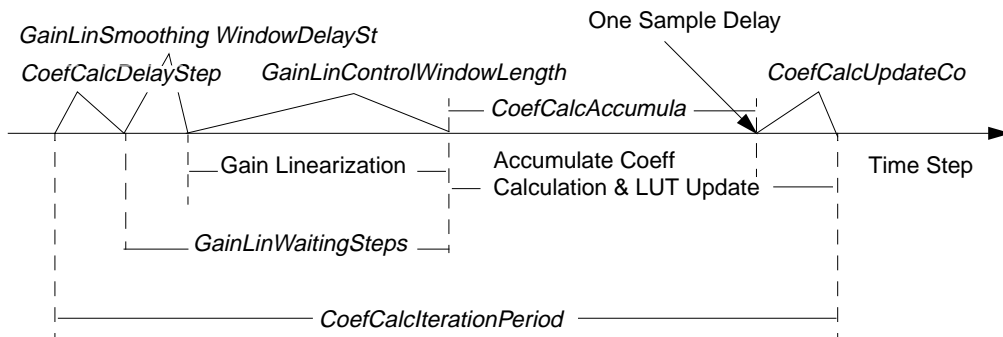 One Sample Delay
GainLinSmoothing WindowDelaySt
CoefCalcDelayStep
GainLinControlWindowLength
CoefCalcUpdateCo
CoefCalcAccumula
Gain Linearization
Accumulate Coeff
Calculation & LUT Update
Time Step
GainLinWaitingSteps
CoefCalcIterationPeriod